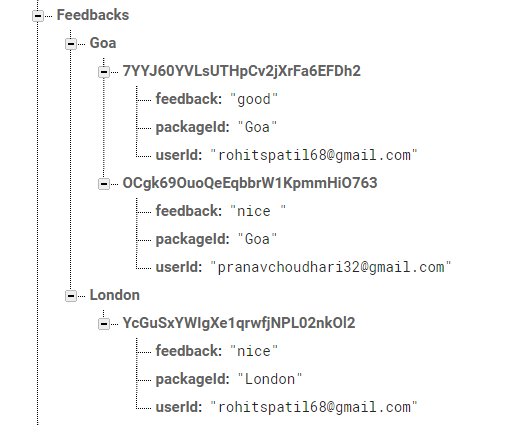 Feedbacks
Goa
7YYJ60YVLsUTHpCv2jXrFa6EFDh2
feedback: "good"
packageId: "Goa"
userId: "rohitspatil68@gmail.com"
OCgk69OuoQeEqbbrW1KpmmHiO763
feedback: "nice "
packageId: "Goa"
userId: "pranavchoudhari32@gmail.com"
London
YcGuSxYWIgXe1qrwfjNPL02nkOl2
feedback: "nice"
packageId: "London"
userId: "rohitspatil68@gmail.com"